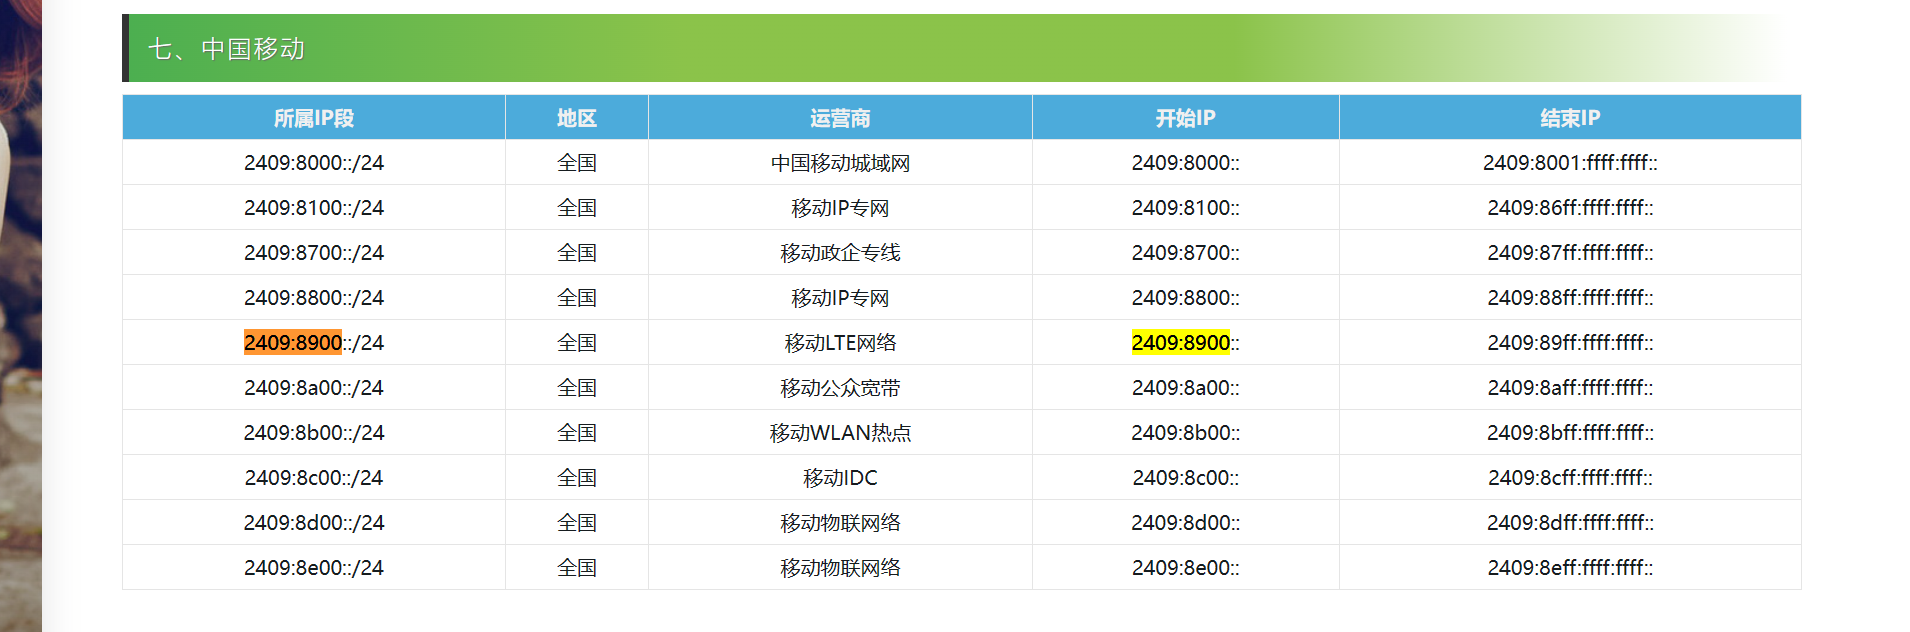 七、中国移动
所属IP段 地区 运营商 开始IP 结束IP
2409:8000::/24 全国 中国移动城域网 2409:8000:: 2409:8001:ffff:ffff::
2409:8100::/24 全国 移动IP专网 2409:8100:: 2409:86ff:ffff:ffff::
2409:8700::/24 全国 移动政企专线 2409:8700:: 2409:87ff:ffff:ffff::
2409:8800::/24 全国 移动IP专网 2409:8800:: 2409:88ff:ffff:ffff::
2409:8900::/24 全国 移动LTE网络 2409:8900:: 2409:89ff:ffff:ffff::
2409:8a00::/24 全国 移动公众宽带 2409:8a00:: 2409:8aff:ffff:ffff::
2409:8b00::/24 全国 移动WLAN热点 2409:8b00:: 2409:8bff:ffff:ffff::
2409:8c00::/24 全国 移动IDC 2409:8c00:: 2409:8cff:ffff:ffff::
2409:8d00::/24 全国 移动物联网络 2409:8d00:: 2409:8dff:ffff:ffff::
2409:8e00::/24 全国 移动物联网络 2409:8e00:: 2409:8eff:ffff:ffff::